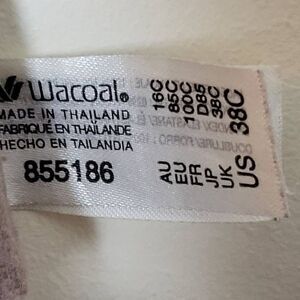 Wacoal®
MADE IN THAILAND
FABRIQUÉ EN THAÏLANDE
HECHO EN TAILANDIA
855186
AU 16C
EU 85C
FR 100C
JP 1 D85
UK 38C
US 38C